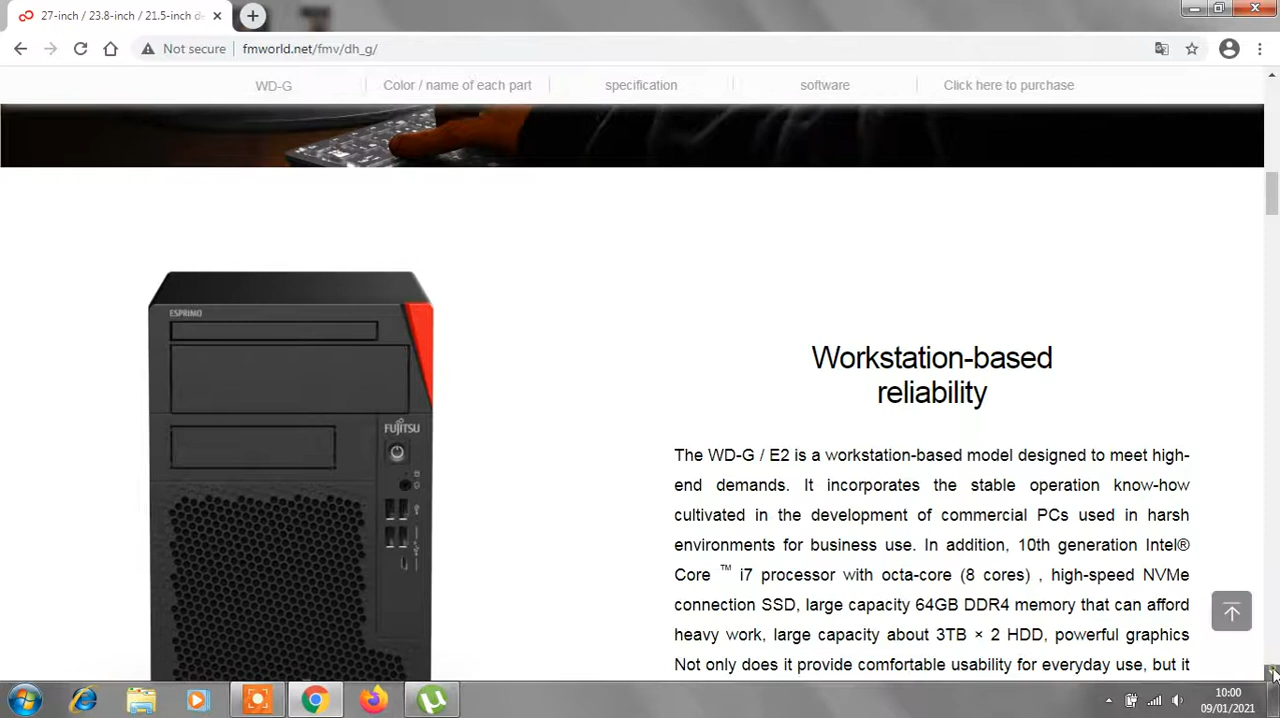 27-inch / 23.8-inch / 21.5-inch de
Not secure fmworld.net/fmv/dh_g/
WD-G Color / name of each part specification software Click here to purchase
ESPRIMO
FUJITSU
Workstation-based
reliability
The WD-G / E2 is a workstation-based model designed to meet high-
end demands. It incorporates the stable operation know-how
cultivated in the development of commercial PCs used in harsh
environments for business use. In addition, 10th generation Intel®
Core ™ i7 processor with octa-core (8 cores) , high-speed NVMe
connection SSD, large capacity 64GB DDR4 memory that can afford
heavy work, large capacity about 3TB × 2 HDD, powerful graphics
Not only does it provide comfortable usability for everyday use, but it
10:00
09/01/2021